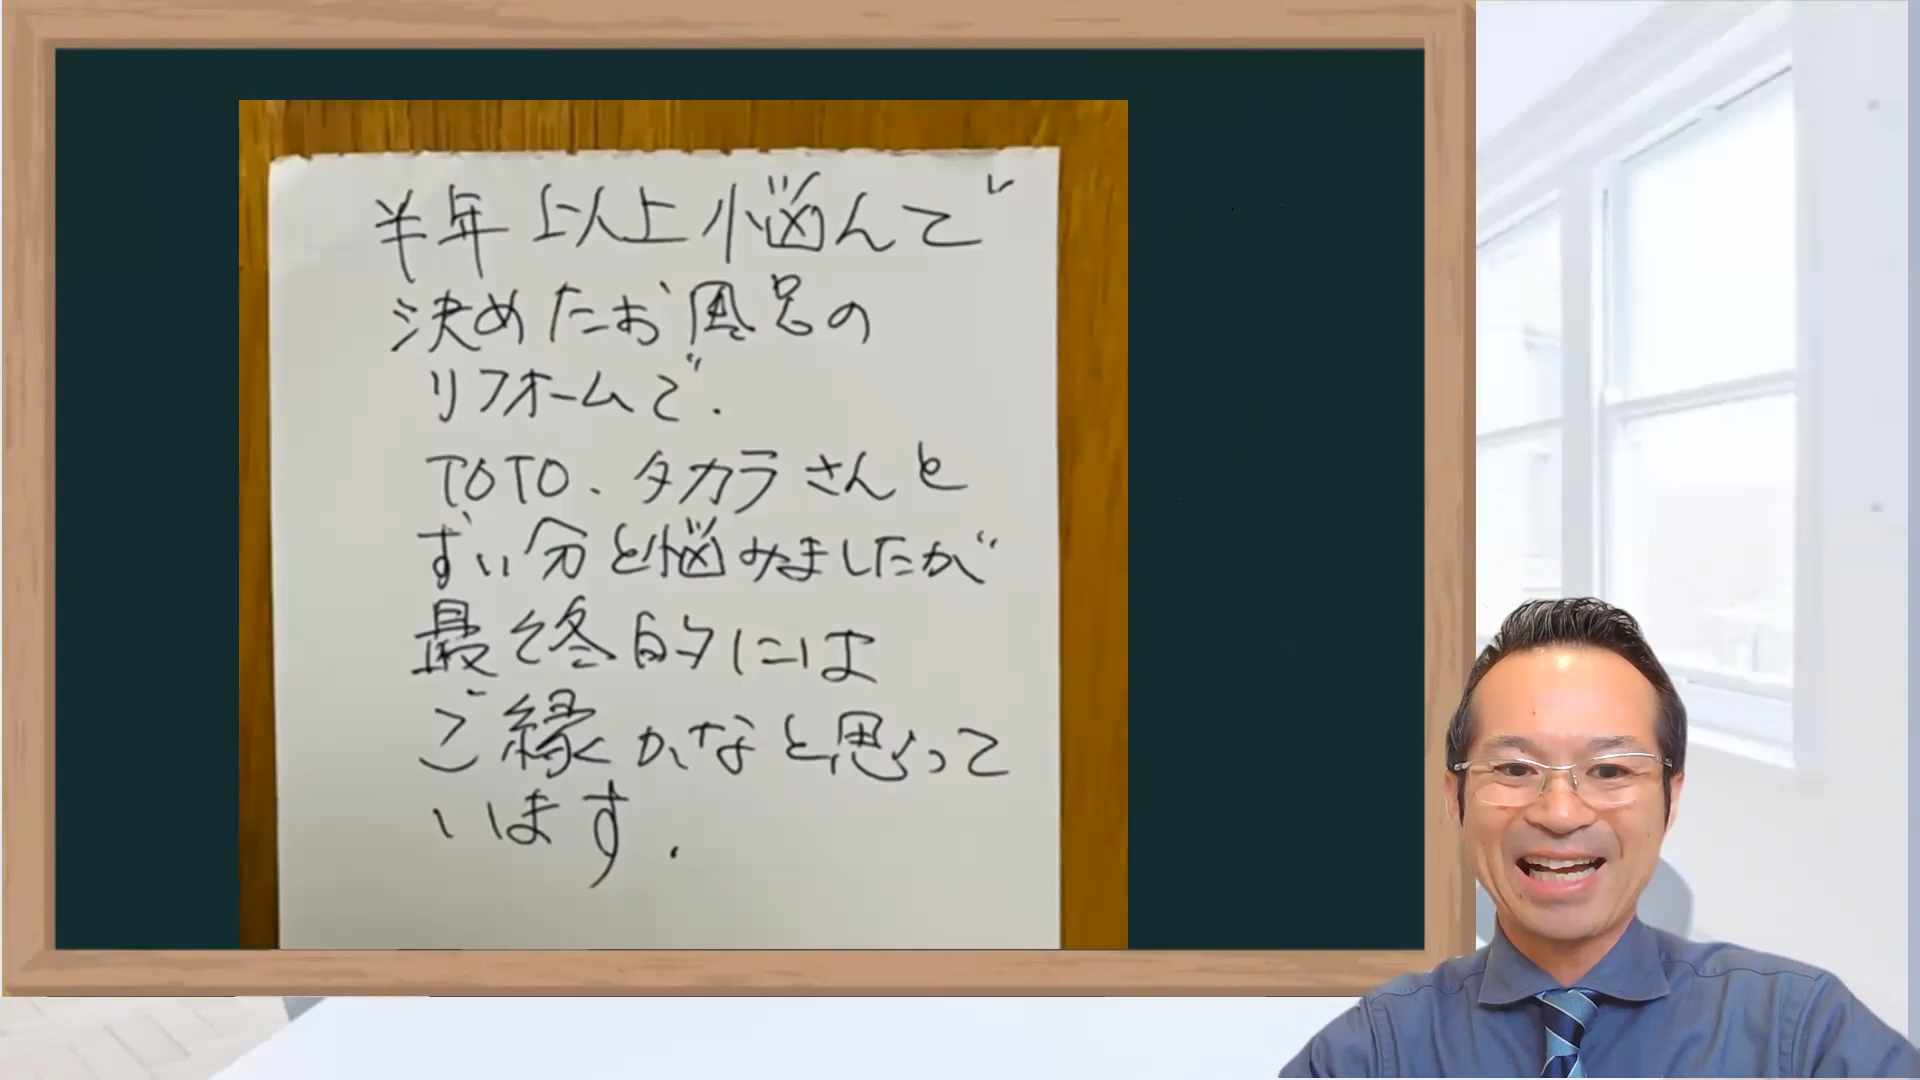 半年以上悩んで
決めたお風呂の
リフォームで.
TOTO、タカラさんと
ずい分と悩みましたが
最終的には
ご縁かなと思って
います.